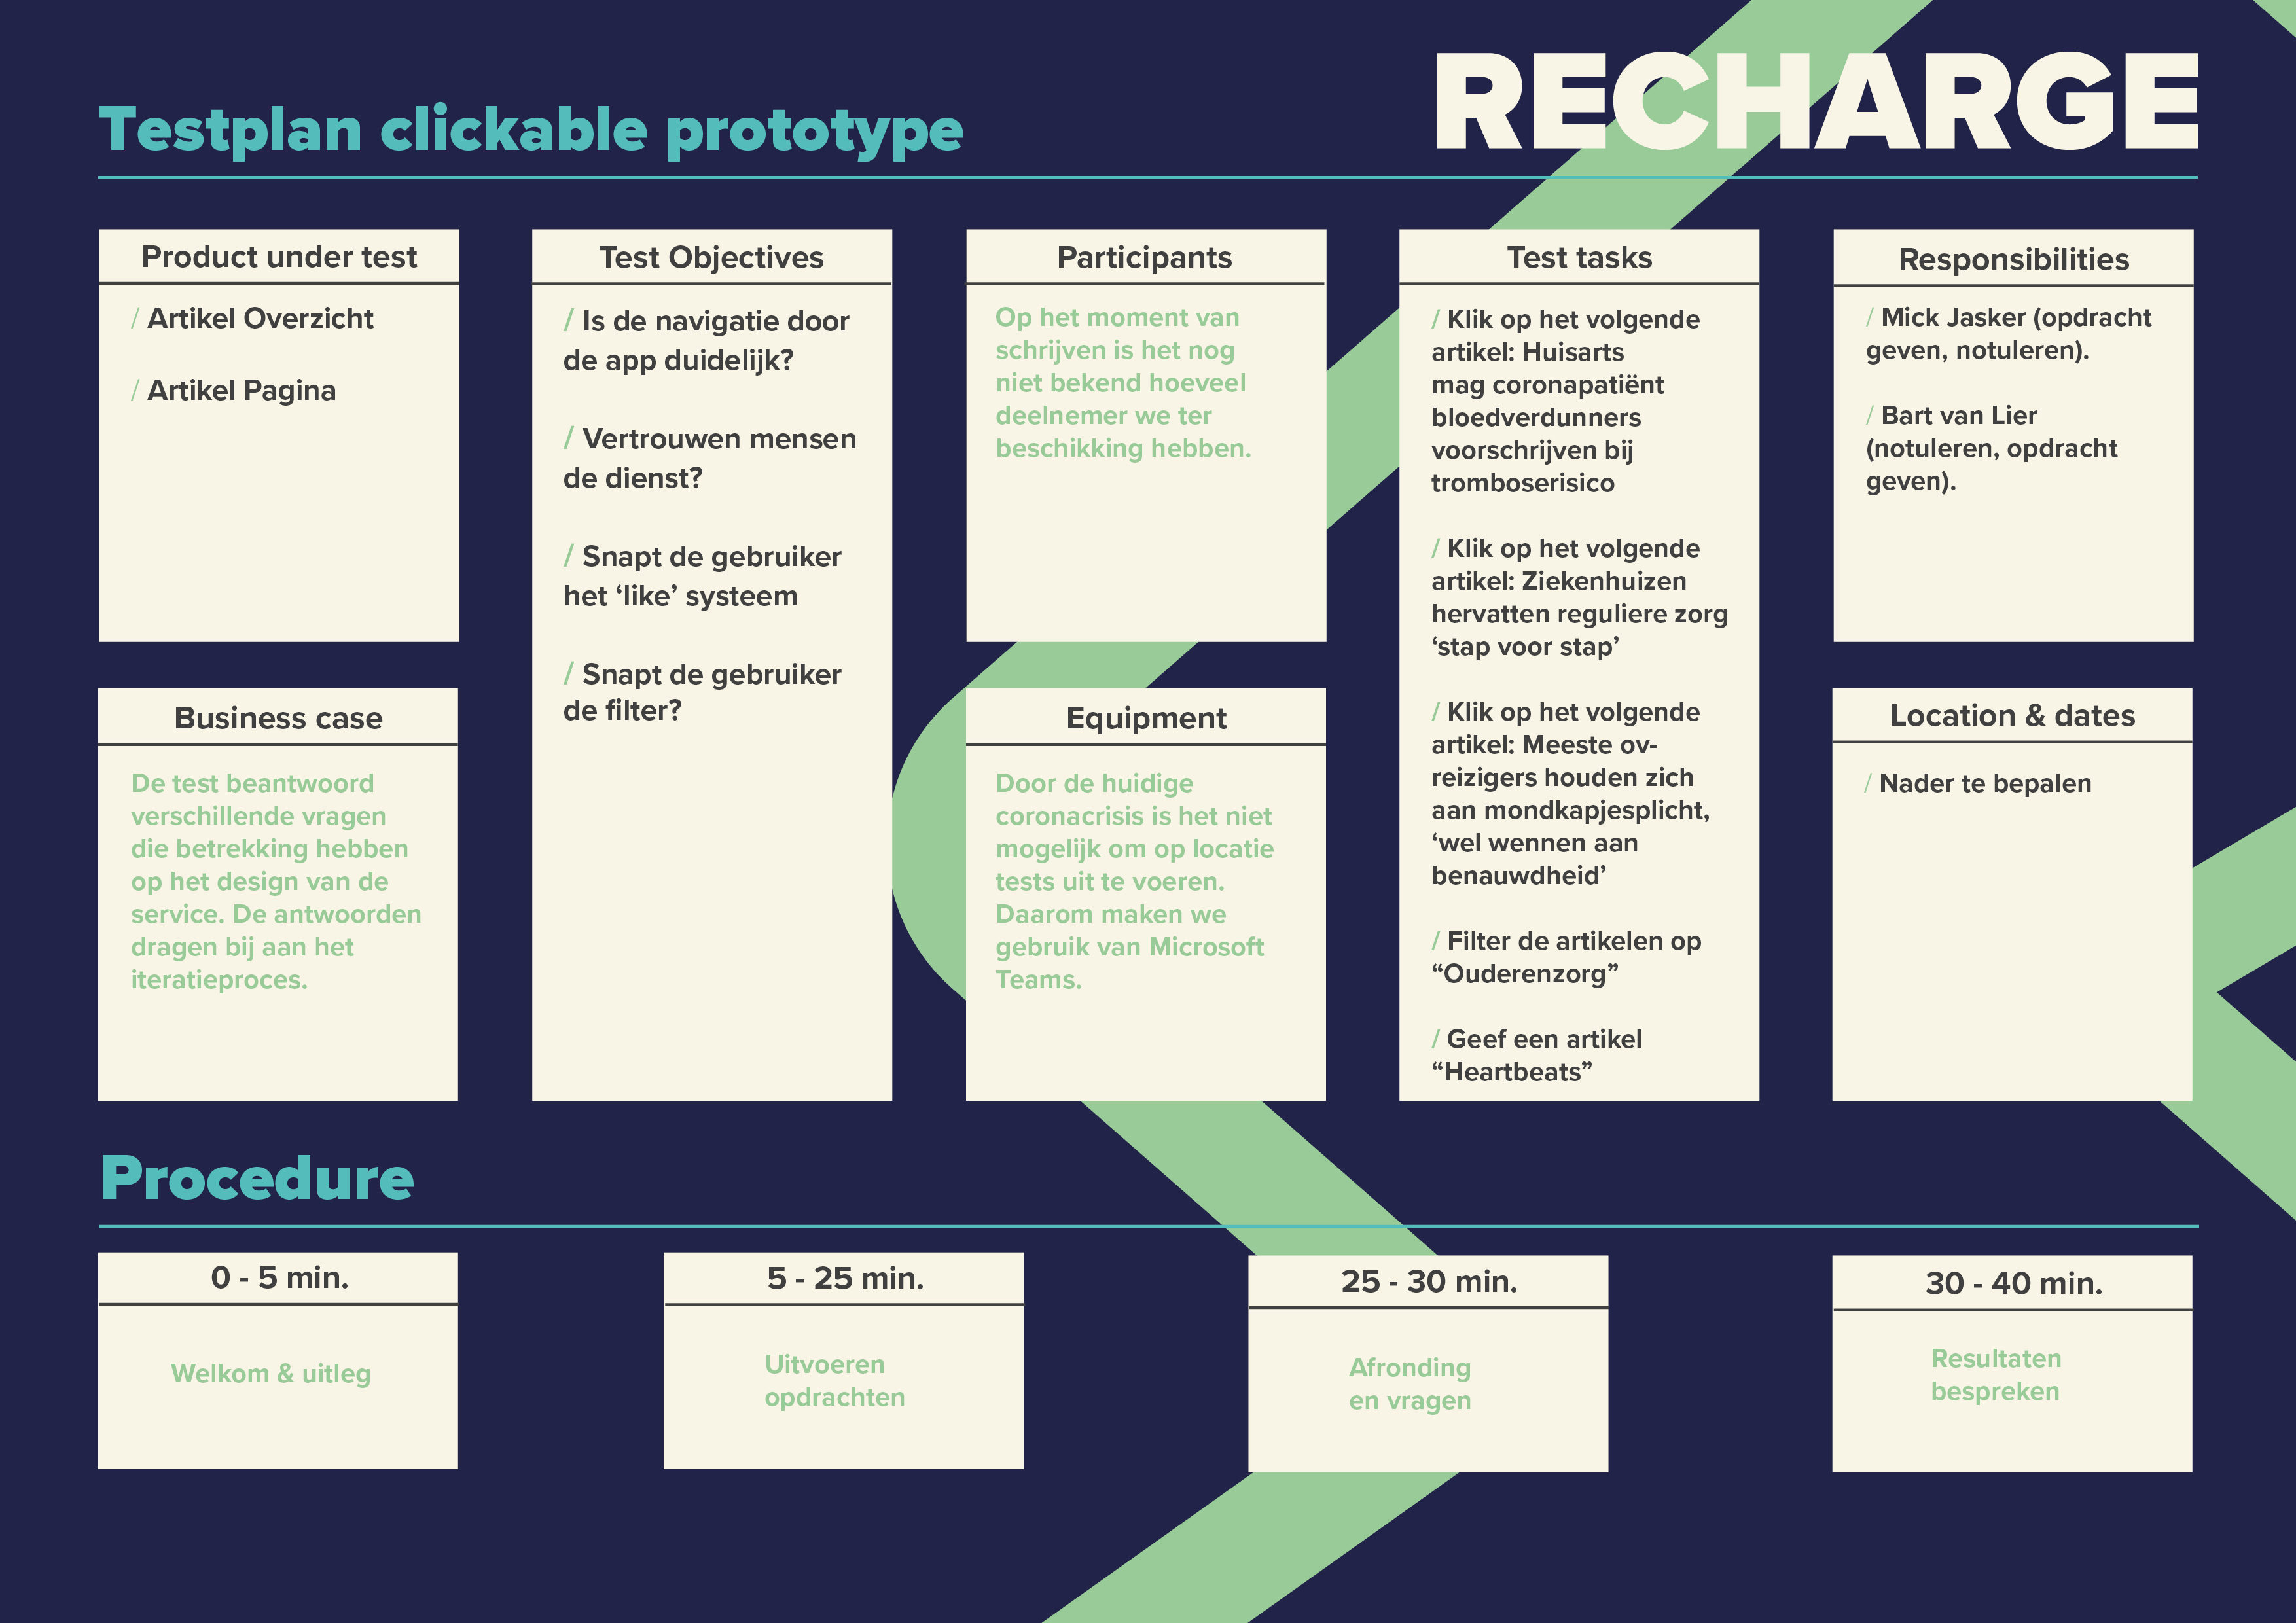 RECHARGE
Testplan clickable prototype
Product under test
/ Artikel Overzicht
/ Artikel Pagina
Business case
De test beantwoord
verschillende vragen
die betrekking hebben
op het design van de
service. De antwoorden
dragen bij aan het
iteratieproces.
Test Objectives
/ Is de navigatie door
de app duidelijk?
/ Vertrouwen mensen
de dienst?
/ Snapt de gebruiker
het ‘like’ systeem
/ Snapt de gebruiker
de filter?
Participants
Op het moment van
schrijven is het nog
niet bekend hoeveel
deelnemer we ter
beschikking hebben.
Equipment
Door de huidige
coronacrisis is het niet
mogelijk om op locatie
tests uit te voeren.
Daarom maken we
gebruik van Microsoft
Teams.
Test tasks
/ Klik op het volgende
artikel: Huisarts
mag coronapatiënt
bloedverdunners
voorschrijven bij
tromboserisico
/ Klik op het volgende
artikel: Ziekenhuizen
hervatten reguliere zorg
‘stap voor stap’
/ Klik op het volgende
artikel: Meeste ov-
reizigers houden zich
aan mondkapjesplicht,
‘wel wennen aan
benauwdheid’
/ Filter de artikelen op
“Ouderenzorg”
/ Geef een artikel
“Heartbeats”
Responsibilities
/ Mick Jasker (opdracht
geven, notuleren).
/ Bart van Lier
(notuleren, opdracht
geven).
Location & dates
/ Nader te bepalen
Procedure
0 - 5 min.
Welkom & uitleg
5 - 25 min.
Uitvoeren
opdrachten
25 - 30 min.
Afronding
en vragen
30 - 40 min.
Resultaten
bespreken